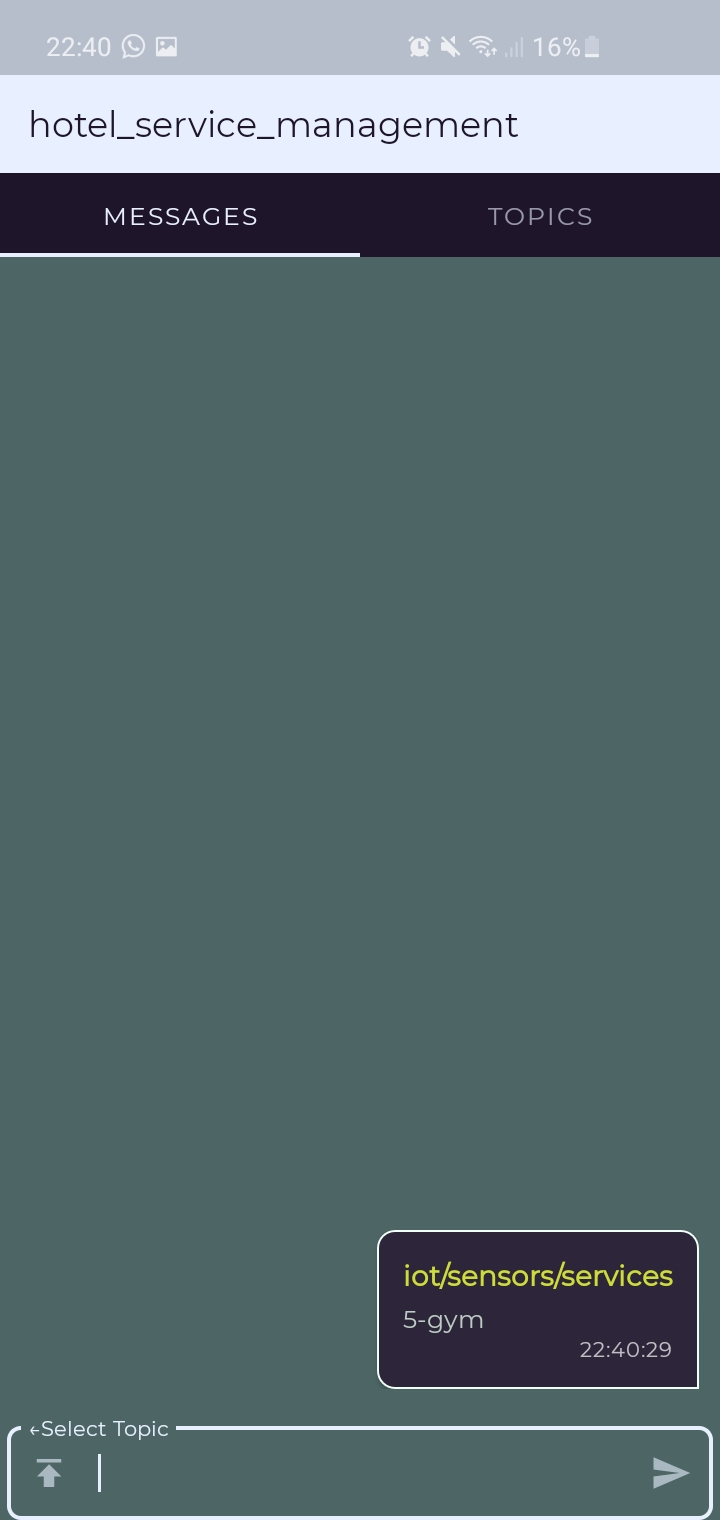 22:40 16%
hotel_service_management
MESSAGES TOPICS
iot/sensors/services
5-gym
22:40:29
←Select Topic